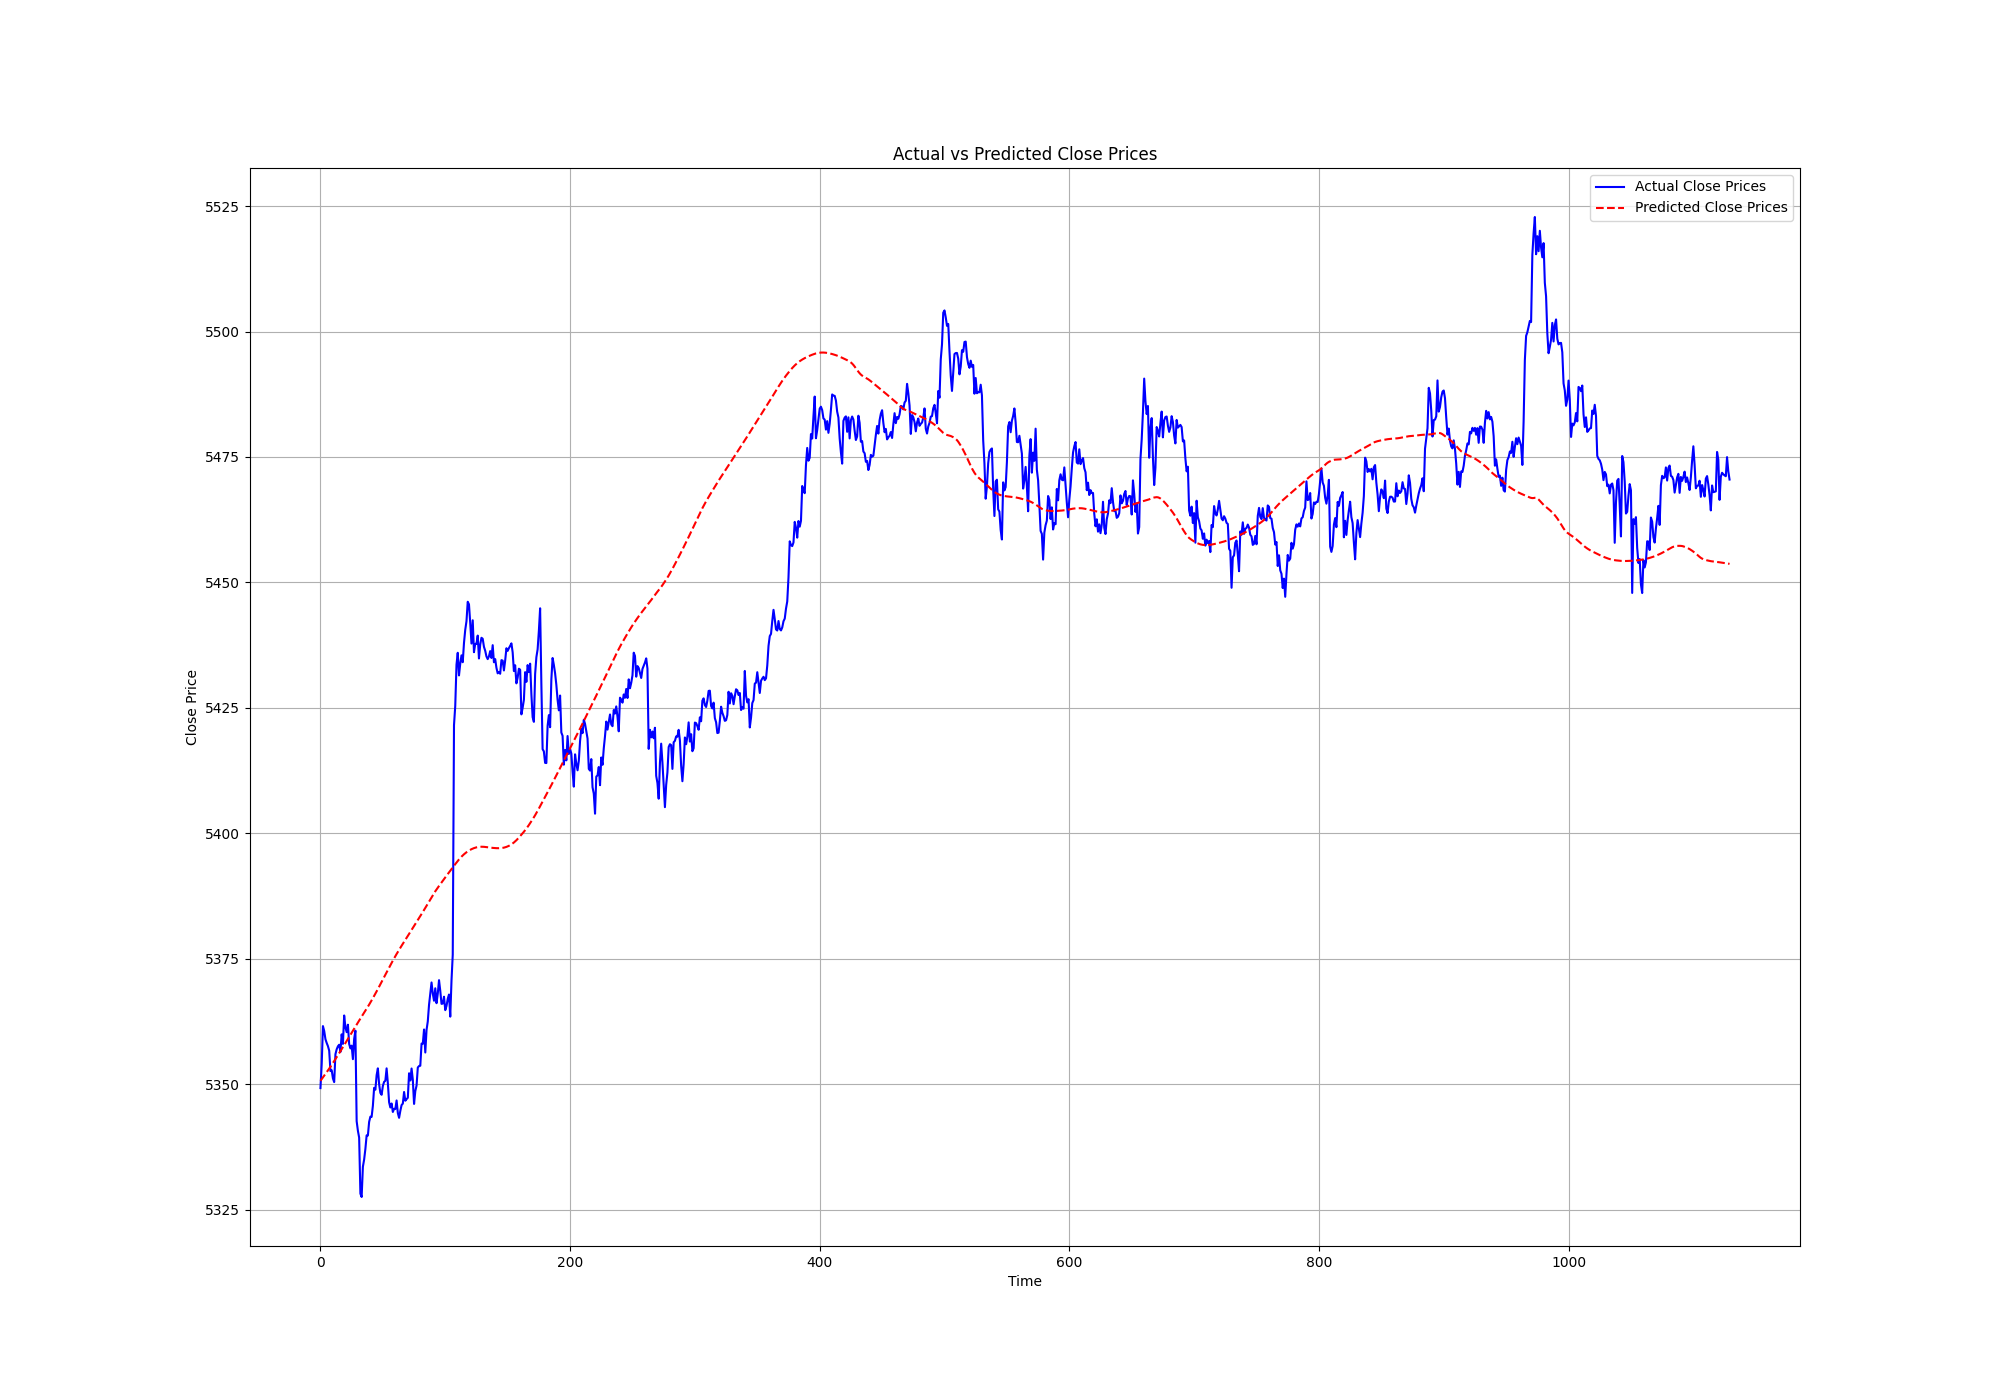 Actual vs Predicted Close Prices
Actual Close Prices
Predicted Close Prices
5525
5500
5475
5450
5425
5400
5375
5350
5325
Close Price
0 200 400 600 800 1000
Time